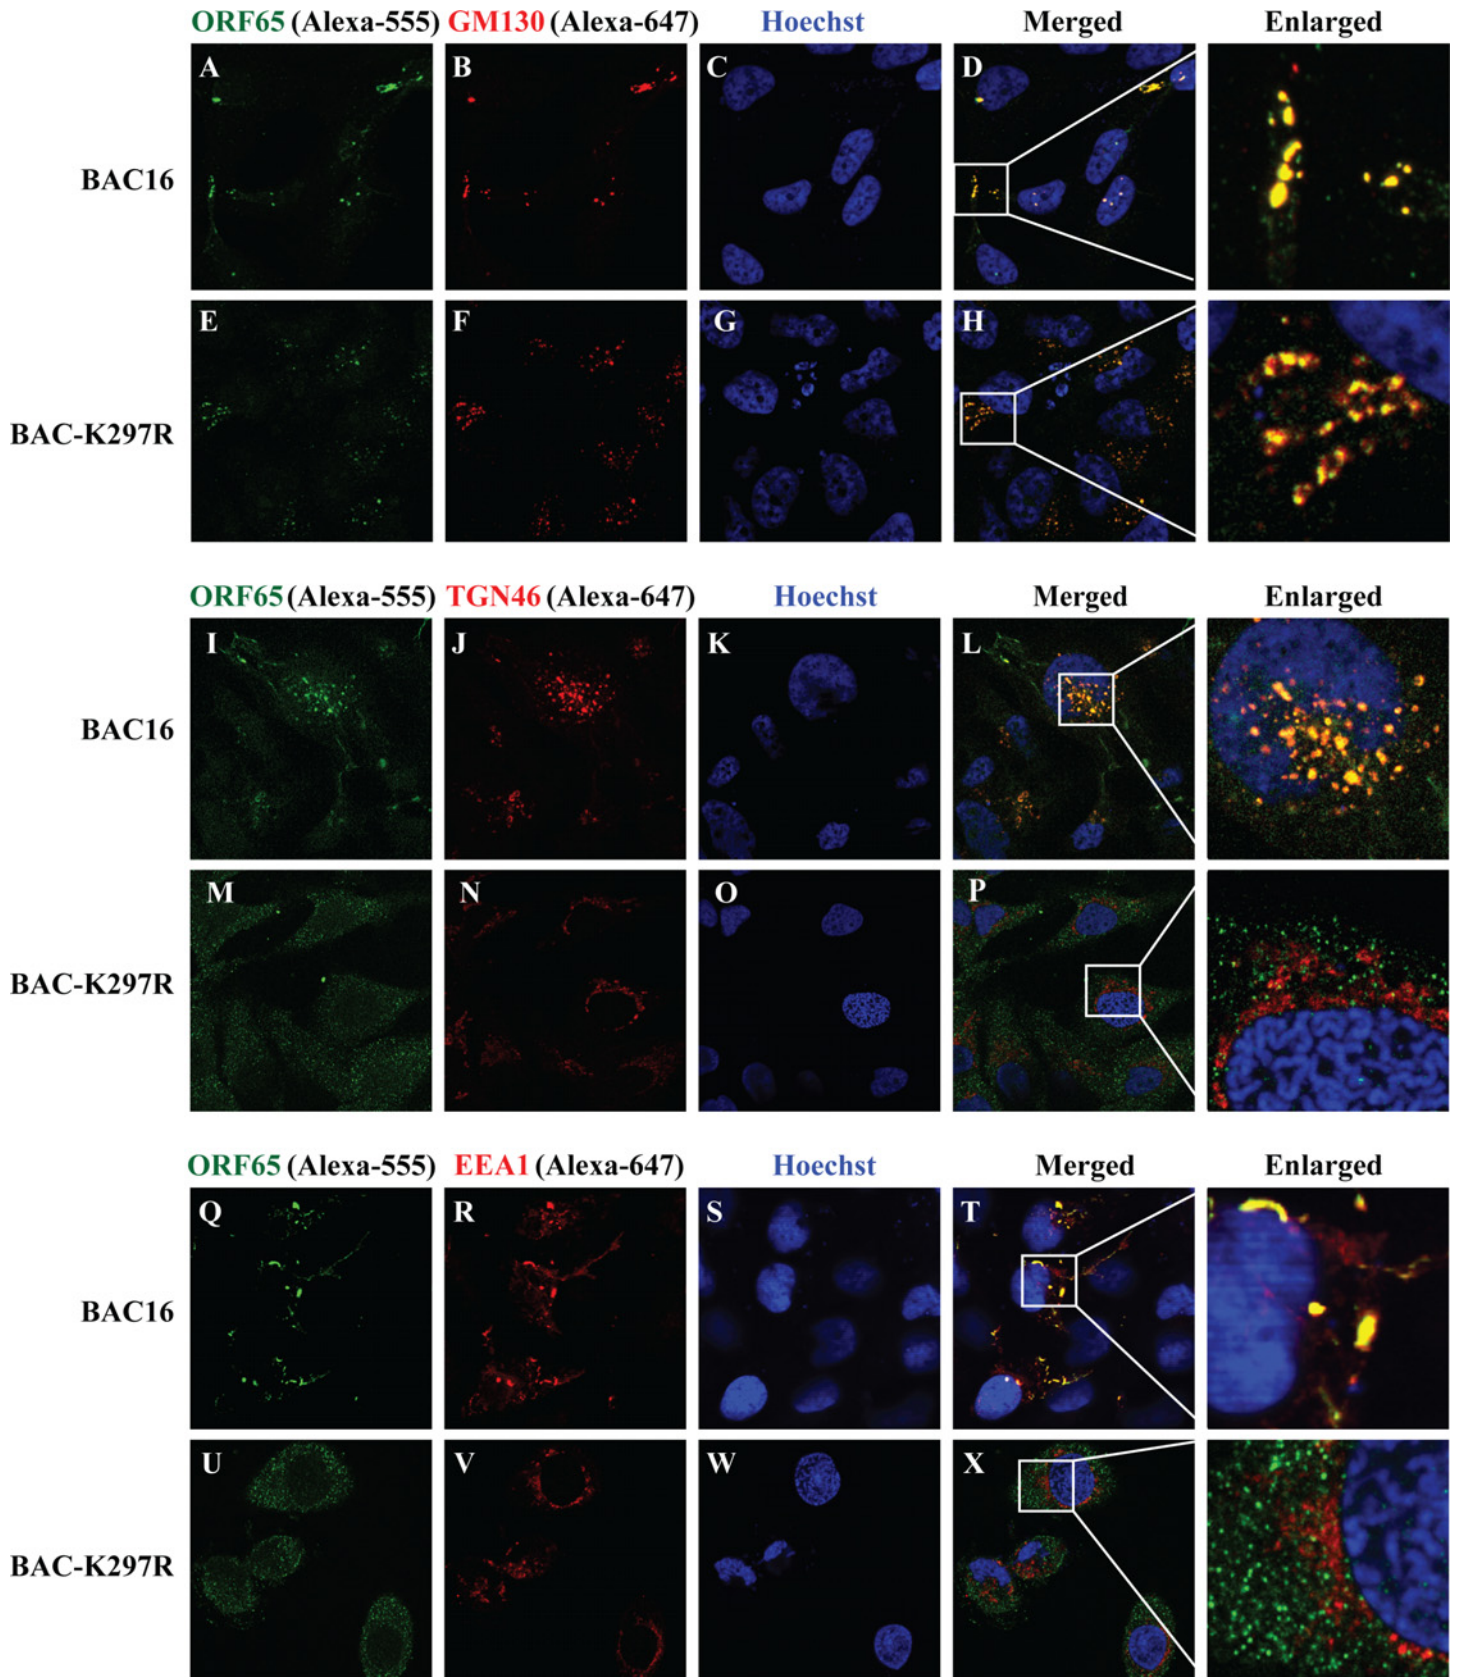 ORF65 (Alexa-555) GM130 (Alexa-647) Hoechst Merged Enlarged
BAC16 A B C D
BAC-K297R E F G H
ORF65 (Alexa-555) TGN46 (Alexa-647) Hoechst Merged Enlarged
BAC16 I J K L
BAC-K297R M N O P
ORF65 (Alexa-555) EEA1 (Alexa-647) Hoechst Merged Enlarged
BAC16 Q R S T
BAC-K297R U V W X